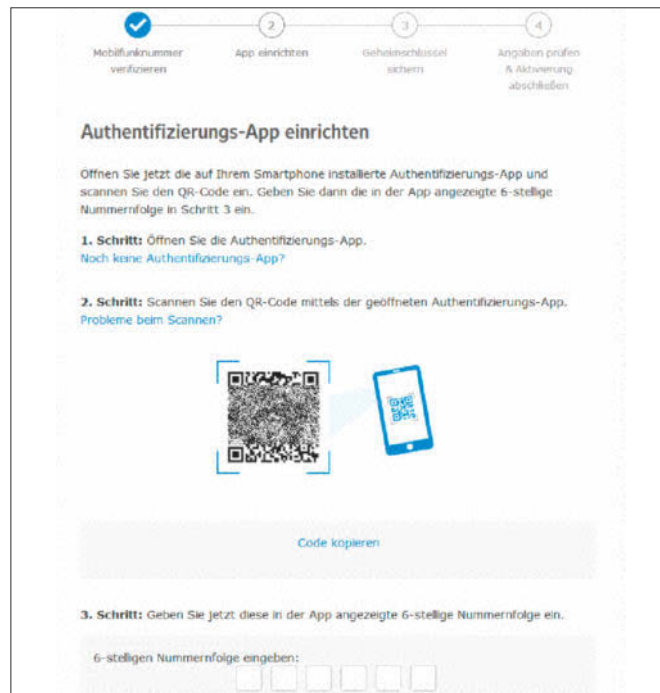 2
3
4
Mobilfunknummer
verifizieren
App einrichten
Geheimschlüssel
sichern
Angaben prüfen
& Aktivierung
abschließen
Authentifizierungs-App einrichten
Öffnen Sie jetzt die auf Ihrem Smartphone installierte Authentifizierungs-App und
scannen Sie den QR-Code ein. Geben Sie dann die in der App angezeigte 6-stellige
Nummernfolge in Schritt 3 ein.
1. Schritt: Öffnen Sie die Authentifizierungs-App.
Noch keine Authentifizierungs-App?
2. Schritt: Scannen Sie den QR-Code mittels der geöffneten Authentifizierungs-App.
Probleme beim Scannen?
Code kopieren
3. Schritt: Geben Sie jetzt diese in der App angezeigte 6-stellige Nummernfolge ein.
6-stelligen Nummernfolge eingeben: